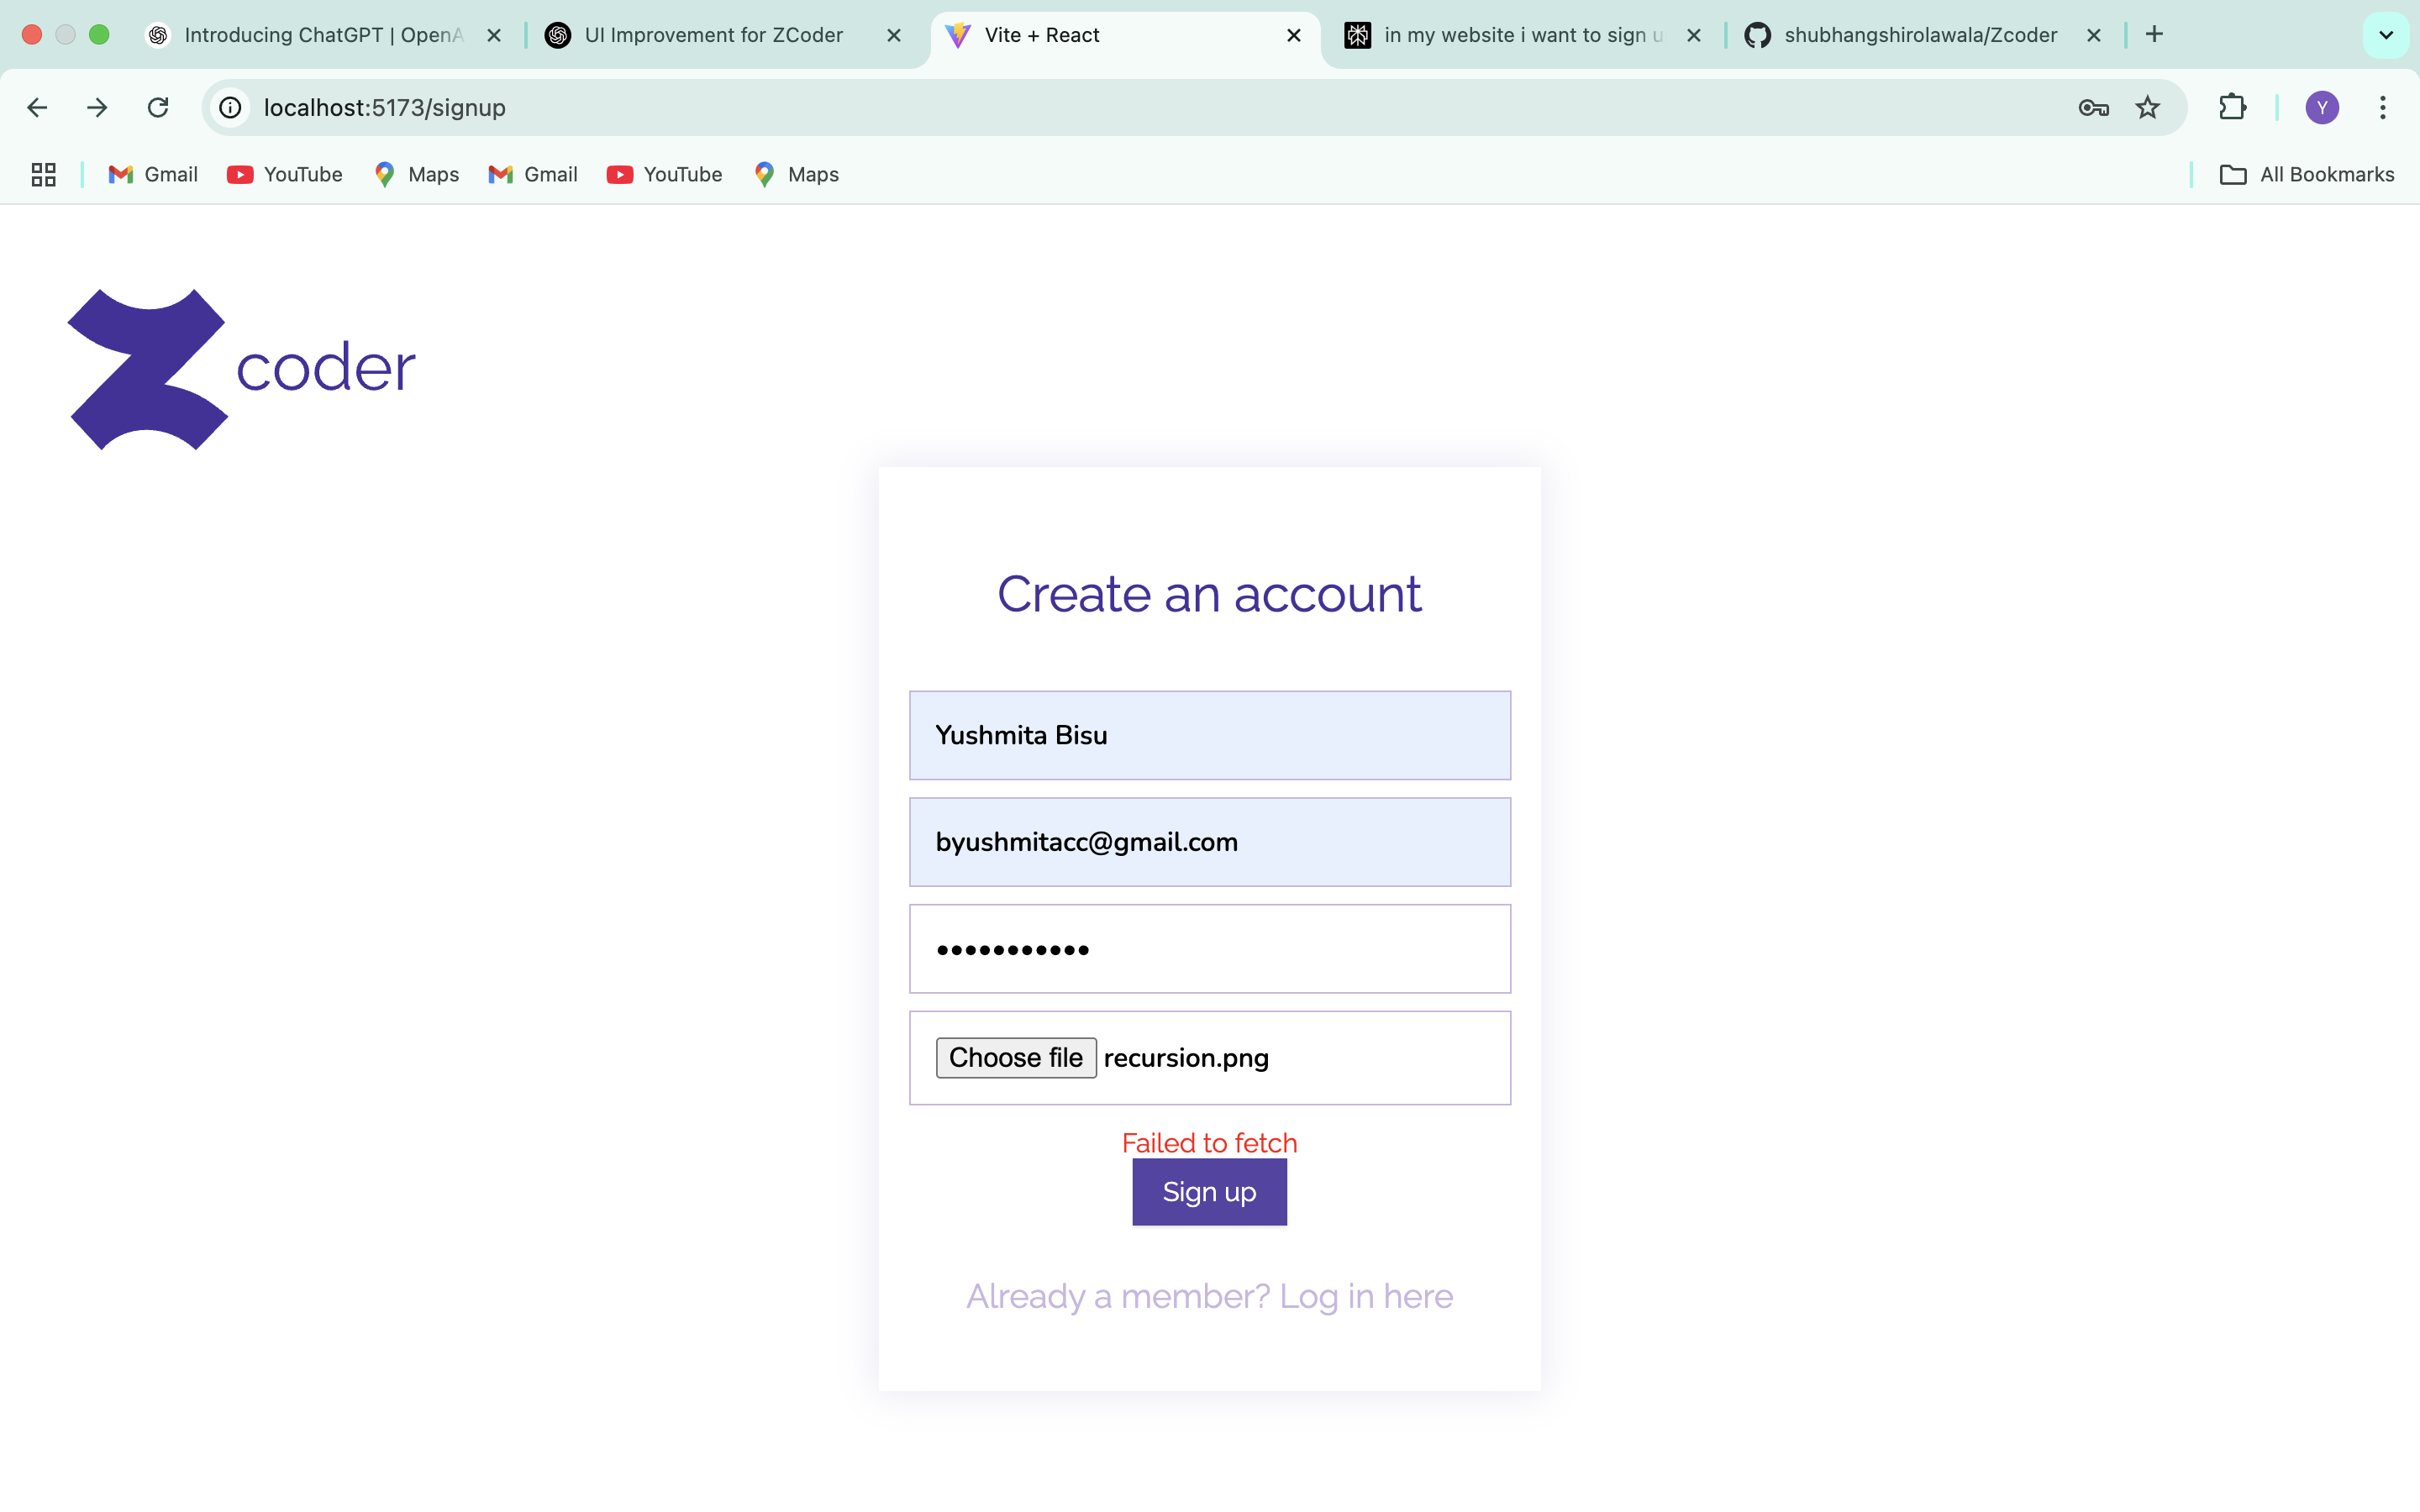 Introducing ChatGPT | OpenA
UI Improvement for ZCoder
Vite + React
in my website i want to sign u
shubhangshirolawala/Zcoder
localhost:5173/signup
Y
Gmail
YouTube
Maps
Gmail
YouTube
Maps
All Bookmarks
Z coder
Create an account
Yushmita Bisu
byushmitacc@gmail.com
•••••••••••
Choose file recursion.png
Failed to fetch
Sign up
Already a member? Log in here